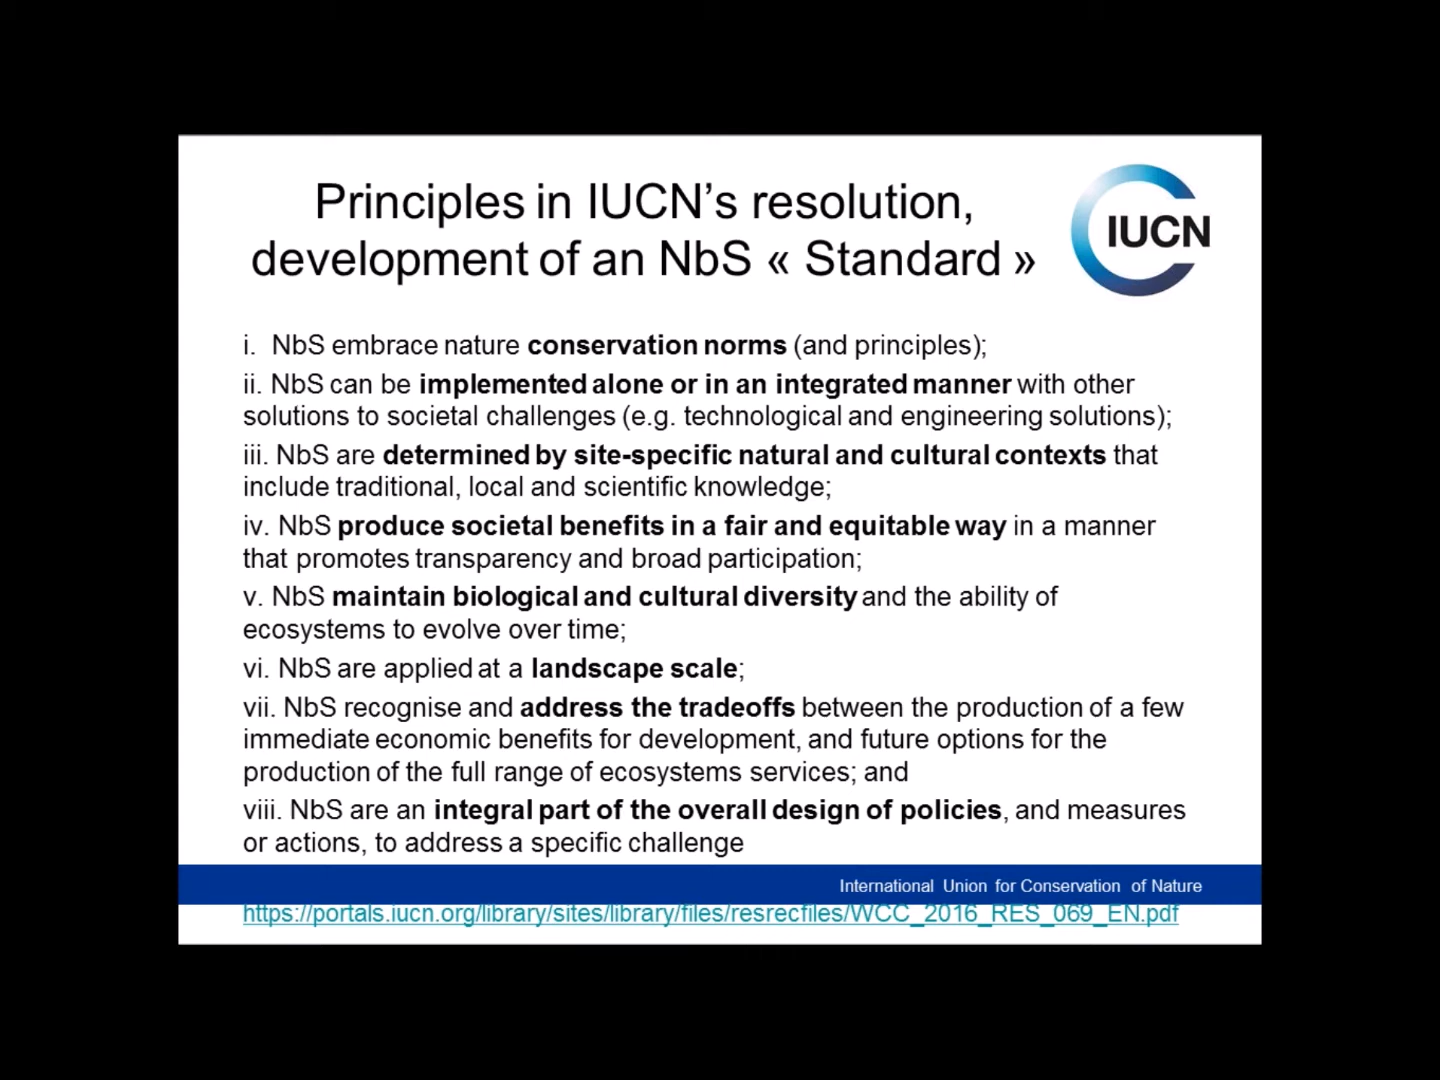 Principles in IUCN’s resolution,
development of an NbS « Standard »
IUCN
i. NbS embrace nature conservation norms (and principles);
ii. NbS can be implemented alone or in an integrated manner with other
solutions to societal challenges (e.g. technological and engineering solutions);
iii. NbS are determined by site-specific natural and cultural contexts that
include traditional, local and scientific knowledge;
iv. NbS produce societal benefits in a fair and equitable way in a manner
that promotes transparency and broad participation;
v. NbS maintain biological and cultural diversity and the ability of
ecosystems to evolve over time;
vi. NbS are applied at a landscape scale;
vii. NbS recognise and address the tradeoffs between the production of a few
immediate economic benefits for development, and future options for the
production of the full range of ecosystems services; and
viii. NbS are an integral part of the overall design of policies, and measures
or actions, to address a specific challenge
International Union for Conservation of Nature
https://portals.iucn.org/library/sites/library/files/resrecfiles/WCC_2016_RES_069_EN.pdf